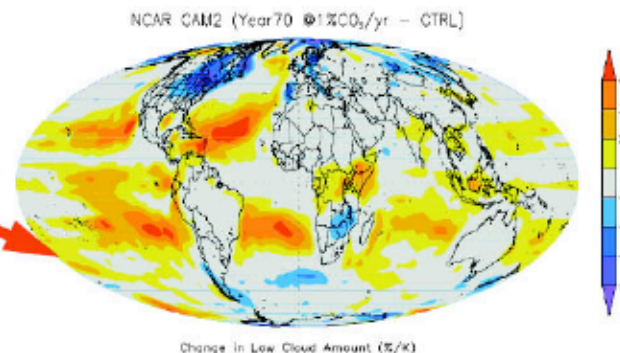 NCAR CAM2 (Year70 @1%CO₂/yr - CTRL)
Change in Low Cloud Amount (%/K)